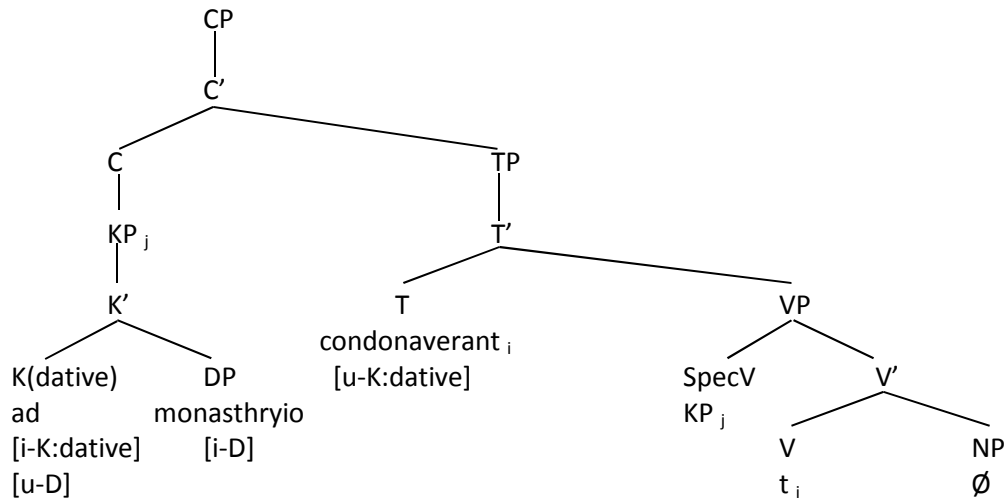 CP
C’
C TP
KP j T’
K’ T VP
condonaverant i
K(dative) DP [u-K:dative] SpecV V’
ad monasthryio KP j
[i-K:dative] [i-D] V NP
[u-D] t i Ø